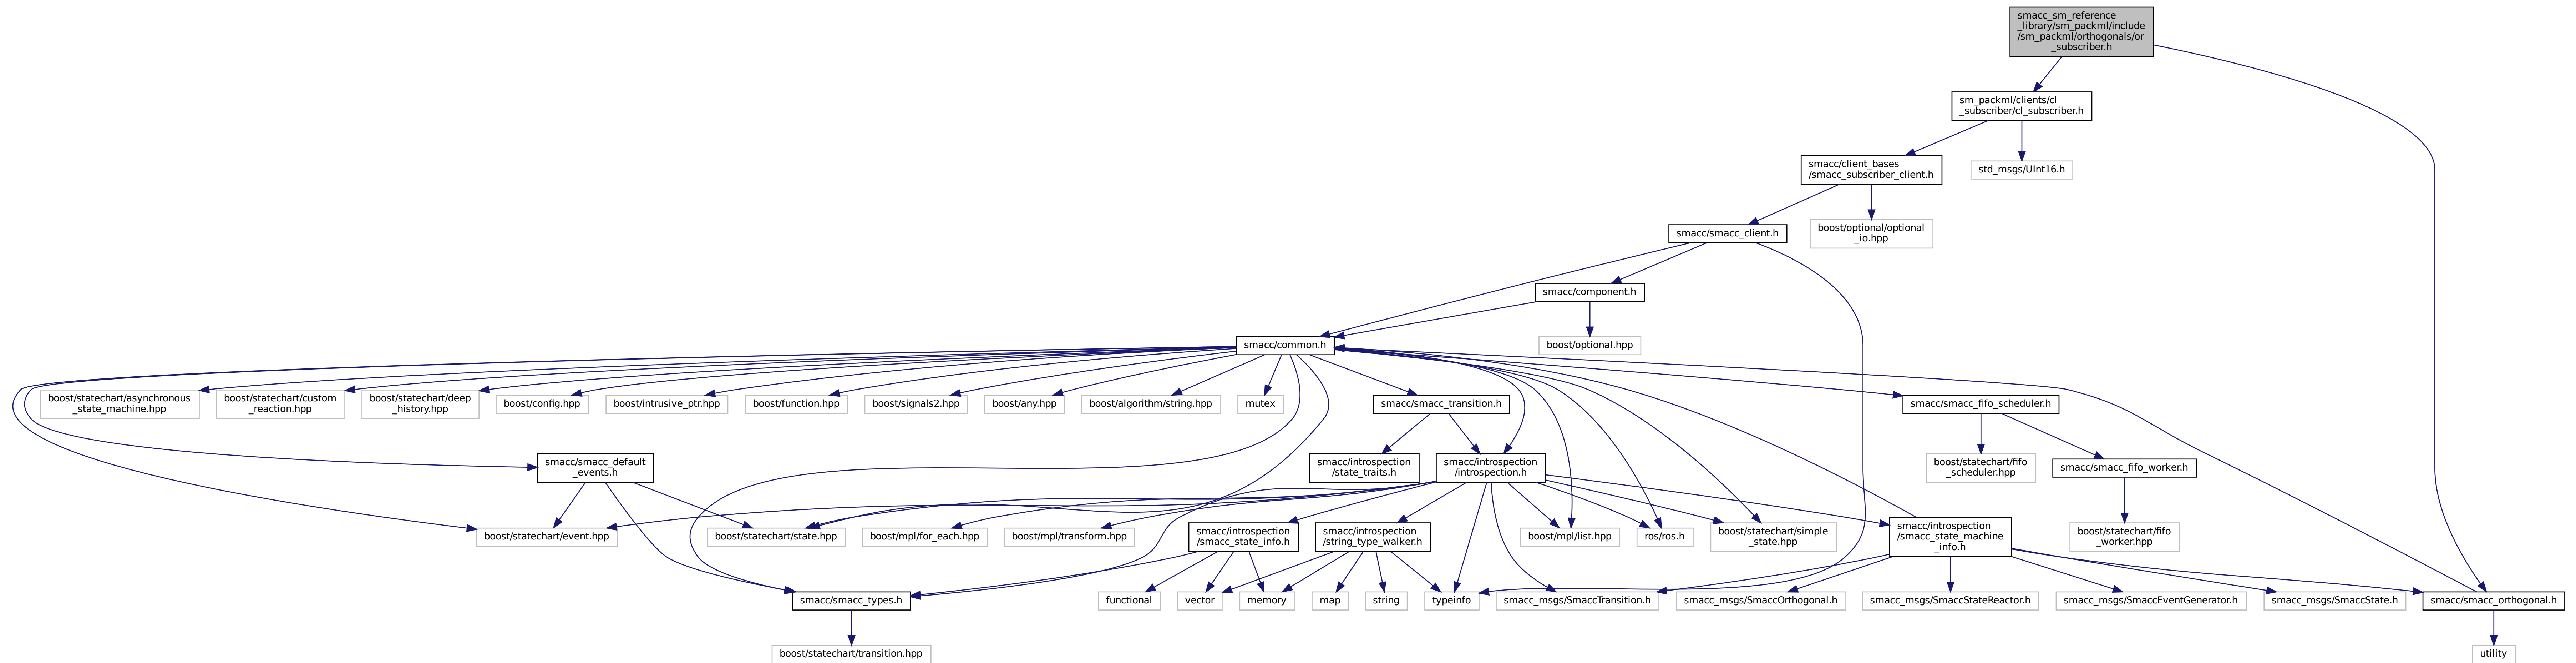 smacc_sm_reference
_library/sm_packml/include
/sm_packml/orthogonals/or
_subscriber.h
sm_packml/clients/cl
_subscriber/cl_subscriber.h
smacc/client_bases
/smacc_subscriber_client.h
std_msgs/UInt16.h
smacc/smacc_client.h
boost/optional/optional
_io.hpp
smacc/component.h
smacc/common.h
boost/optional.hpp
boost/statechart/asynchronous
_state_machine.hpp
boost/statechart/custom
_reaction.hpp
boost/statechart/deep
_history.hpp
boost/config.hpp
boost/intrusive_ptr.hpp
boost/function.hpp
boost/signals2.hpp
boost/any.hpp
boost/algorithm/string.hpp
mutex
smacc/smacc_transition.h
smacc/smacc_fifo_scheduler.h
smacc/smacc_default
_events.h
smacc/introspection
/state_traits.h
smacc/introspection
/introspection.h
boost/statechart/fifo
_scheduler.hpp
smacc/smacc_fifo_worker.h
boost/statechart/event.hpp
boost/statechart/state.hpp
boost/mpl/for_each.hpp
boost/mpl/transform.hpp
smacc/introspection
/smacc_state_info.h
smacc/introspection
/string_type_walker.h
boost/mpl/list.hpp
ros/ros.h
boost/statechart/simple
_state.hpp
smacc/introspection
/smacc_state_machine
_info.h
boost/statechart/fifo
_worker.hpp
smacc/smacc_types.h
functional
vector
memory
map
string
typeinfo
smacc_msgs/SmaccTransition.h
smacc_msgs/SmaccOrthogonal.h
smacc_msgs/SmaccStateReactor.h
smacc_msgs/SmaccEventGenerator.h
smacc_msgs/SmaccState.h
smacc/smacc_orthogonal.h
boost/statechart/transition.hpp
utility